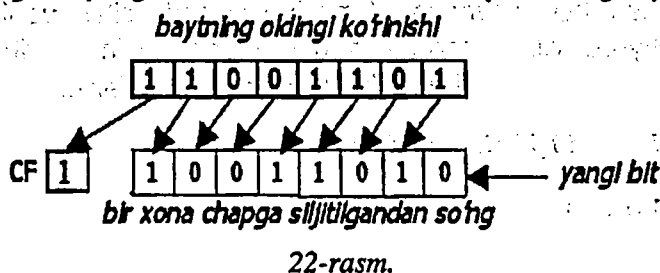 baytning oldingi ko'rinishi
1 1 0 0 1 1 0 1
CF 1 1 0 0 1 1 0 1 0 yangi bit
bir xona chapga siljitilgandan so'ng
22-rasm.